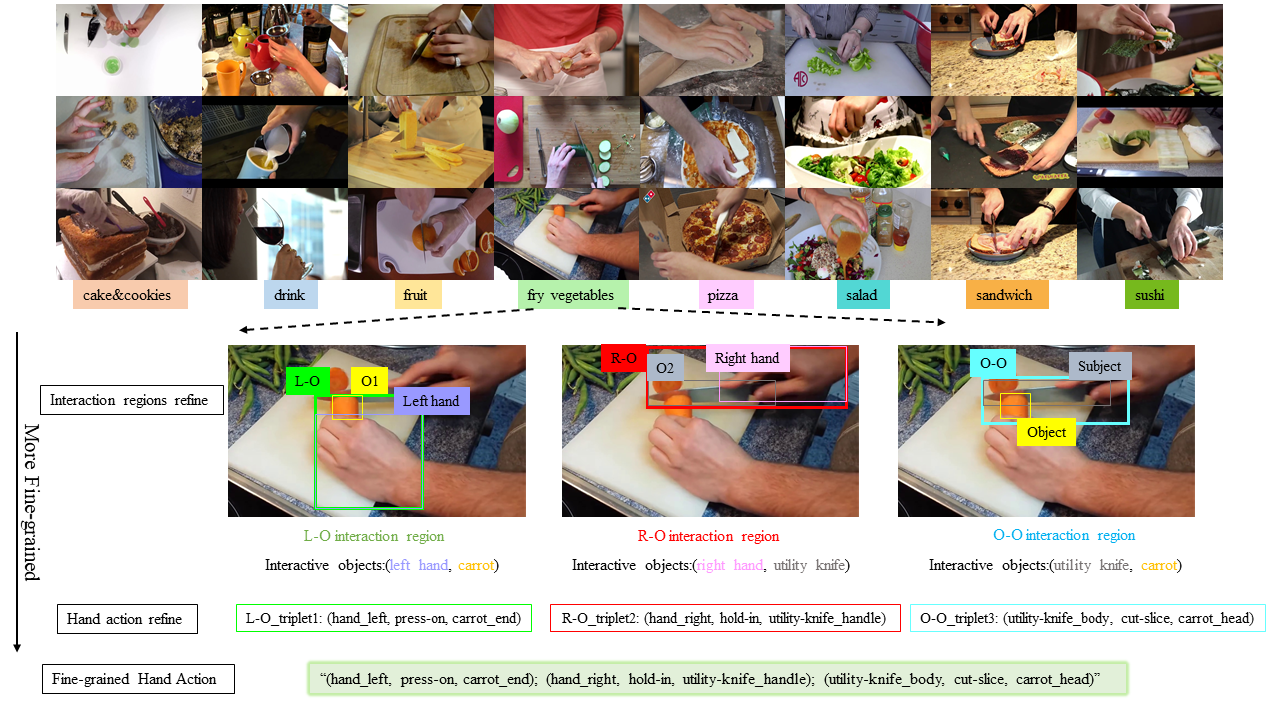 cake&cookies
drink
fruit
fry vegetables
pizza
salad
sandwich
sushi
More Fine-grained
Interaction regions refine
L-O
O1
Left hand
R-O
O2
Right hand
O-O
Subject
Object
L-O interaction region
R-O interaction region
O-O interaction region
Interactive objects:(left hand, carrot)
Interactive objects:(right hand, utility knife)
Interactive objects:(utility knife, carrot)
Hand action refine
L-O_triplet1: (hand_left, press-on, carrot_end)
R-O_triplet2: (hand_right, hold-in, utility-knife_handle)
O-O_triplet3: (utility-knife_body, cut-slice, carrot_head)
Fine-grained Hand Action
“(hand_left, press-on, carrot_end); (hand_right, hold-in, utility-knife_handle); (utility-knife_body, cut-slice, carrot_head)”